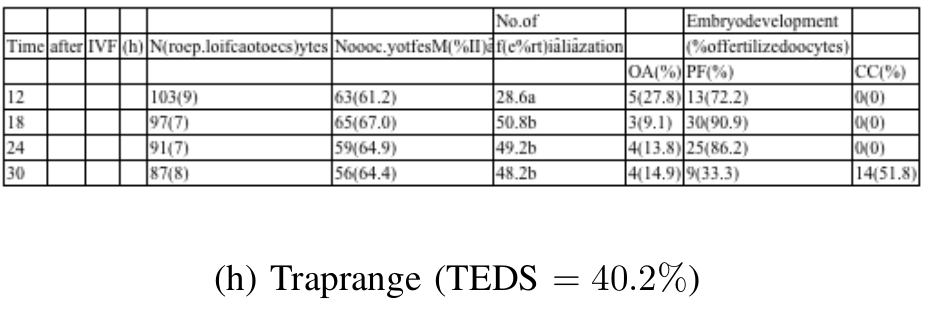 No.of Embryodevelopment
Time after IVF (h) N(roep.loifcaotoecs)ytes Noooc.yotfesM(%II)â f(e%rt)iâliâzation (%offertilizedoocytes)
OA(%) PF(%) CC(%)
12 103(9) 63(61.2) 28.6a 5(27.8) 13(72.2) 0(0)
18 97(7) 65(67.0) 50.8b 3(9.1) 30(90.9) 0(0)
24 91(7) 59(64.9) 49.2b 4(13.8) 25(86.2) 0(0)
30 87(8) 56(64.4) 48.2b 4(14.9) 9(33.3) 14(51.8)
(h) Traprange (TEDS = 40.2%)